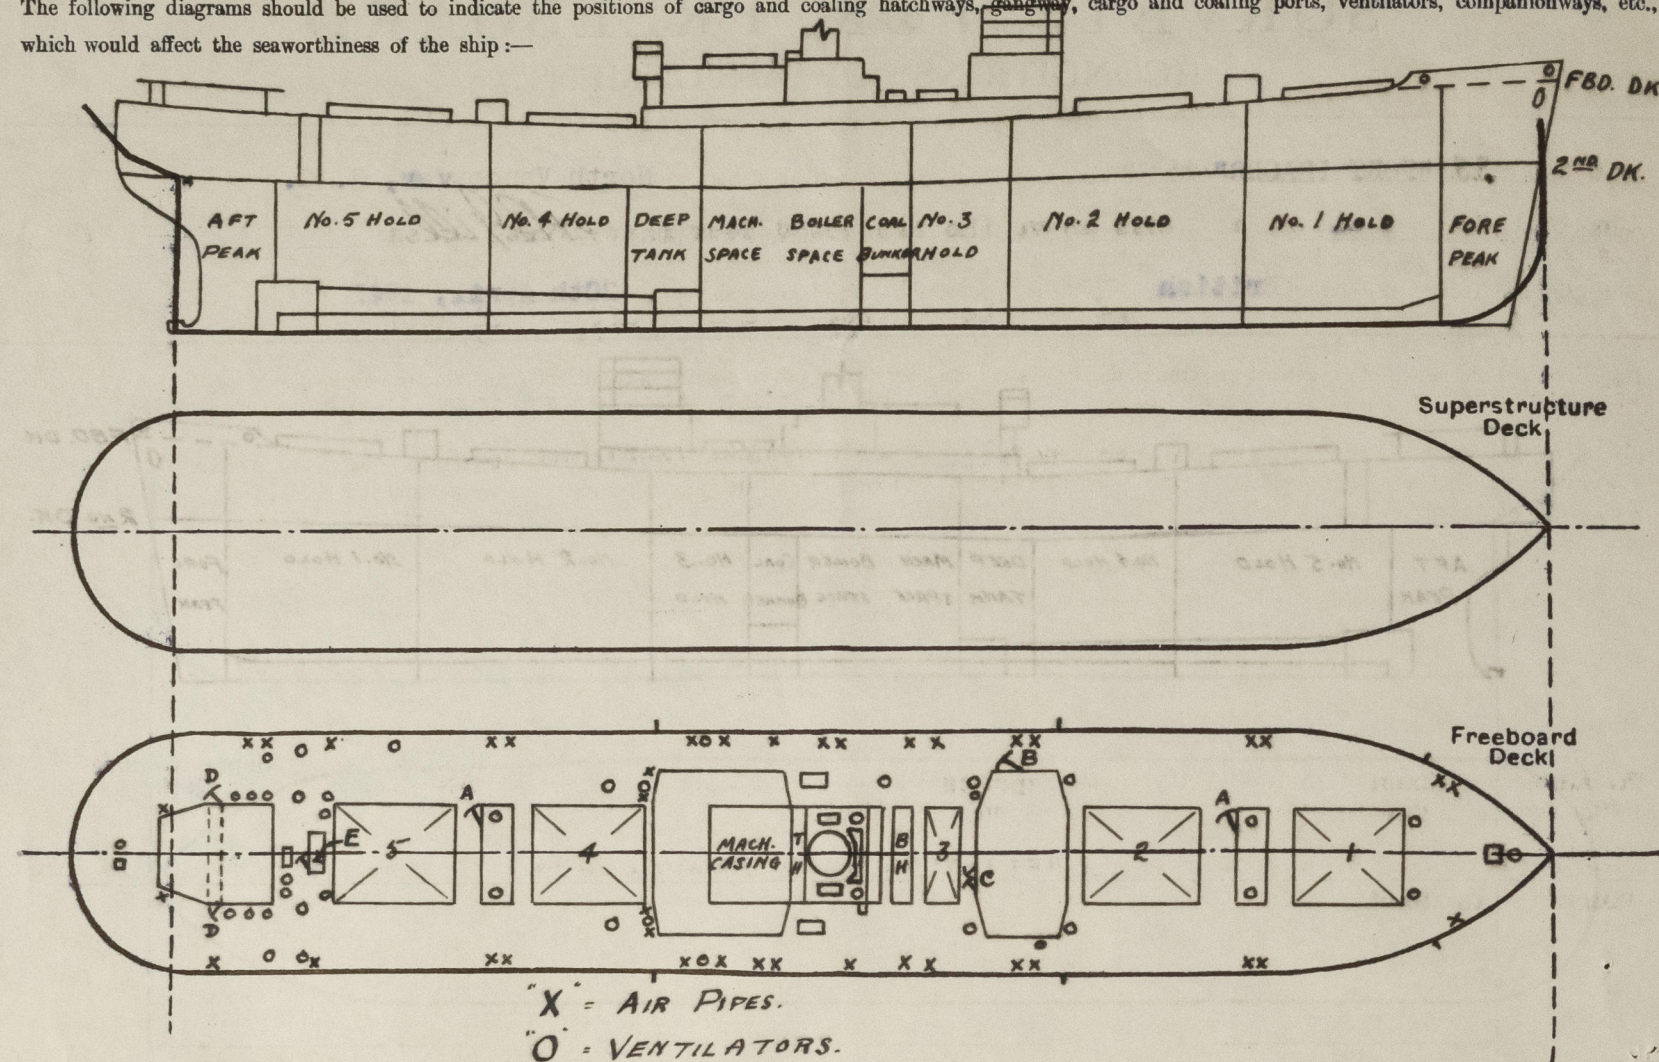 The following diagrams should be used to indicate the positions of cargo and coaling hatchways, gangway, cargo and coaling ports, ventilators, companionways, etc.,
which would affect the seaworthiness of the ship :—
FBD. DK
2ND DK.
AFT PEAK
No. 5 HOLD
No. 4 HOLD
DEEP TANK
MACH. SPACE
BOILER SPACE
COAL BUNKER
No. 3 HOLD
No. 2 HOLD
No. 1 HOLD
FORE PEAK
Superstructure
Deck
Freeboard
Deck
D
A
B
A
E
5
4
MACH.
CASING
T
H
B
H
3
C
2
1
D
"X" = AIR PIPES.
"O" = VENTILATORS.